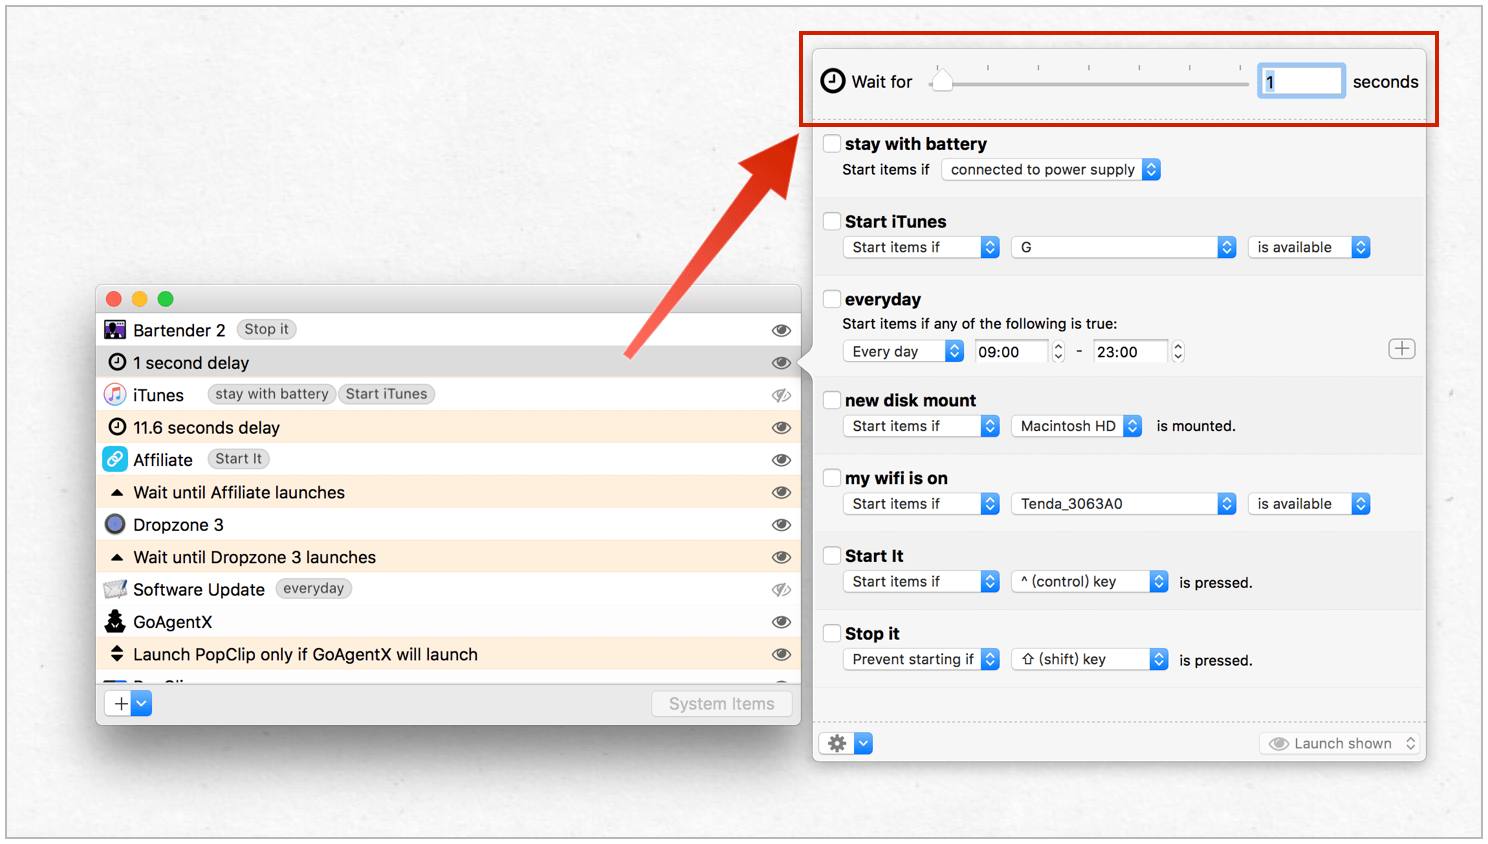 Wait for 1 seconds
stay with battery
Start items if connected to power supply
Start iTunes
Start items if G is available
everyday
Start items if any of the following is true:
Every day 09:00 - 23:00
new disk mount
Start items if Macintosh HD is mounted.
my wifi is on
Start items if Tenda_3063A0 is available
Start It
Start items if ^ (control) key is pressed.
Stop it
Prevent starting if ⇧ (shift) key is pressed.
Launch shown
Bartender 2 Stop it
1 second delay
iTunes stay with battery Start iTunes
11.6 seconds delay
Affiliate Start It
Wait until Affiliate launches
Dropzone 3
Wait until Dropzone 3 launches
Software Update everyday
GoAgentX
Launch PopClip only if GoAgentX will launch
System Items